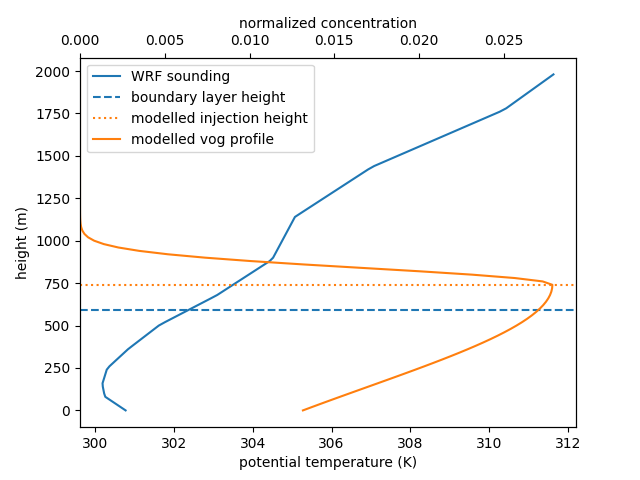 normalized concentration
0.000 0.005 0.010 0.015 0.020 0.025
WRF sounding
boundary layer height
modelled injection height
modelled vog profile
height (m)
2000
1750
1500
1250
1000
750
500
250
0
300 302 304 306 308 310 312
potential temperature (K)